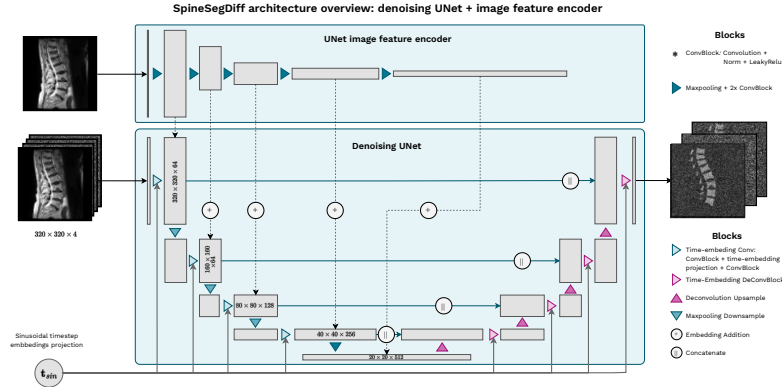 SpineSegDiff architecture overview: denoising UNet + image feature encoder
UNet image feature encoder
Blocks
ConvBlock: Convolution +
Norm + LeakyRelu
Maxpooling + 2x ConvBlock
Denoising UNet
320 × 320 × 64
||
320 × 320 × 4
+
+
+
+
Blocks
Time-embeding Conv:
ConvBlock + time-embedding
projection + ConvBlock
Time-Embedding DeConvBlock
Deconvolution Upsample
Maxpooling Downsample
+
Embedding Addition
||
Concatenate
160 × 160
×64
||
80 × 80 × 128
||
40 × 40 × 256
||
20 × 20 × 512
Sinusoidal timestep
embbedings projection
tsin